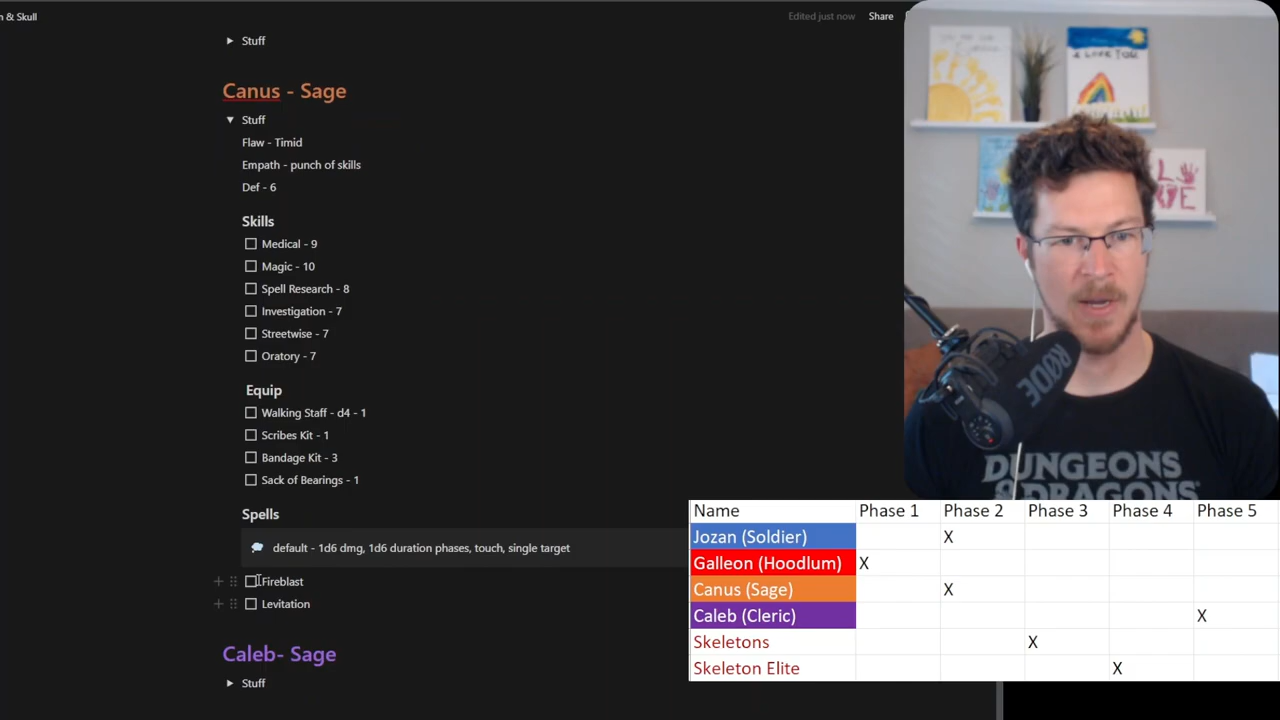 n & Skull
Edited just now
Share
Stuff
Canus - Sage
Stuff
Flaw - Timid
Empath - punch of skills
Def - 6
Skills
Medical - 9
Magic - 10
Spell Research - 8
Investigation - 7
Streetwise - 7
Oratory - 7
Equip
Walking Staff - d4 - 1
Scribes Kit - 1
Bandage Kit - 3
Sack of Bearings - 1
Spells
default - 1d6 dmg, 1d6 duration phases, touch, single target
Fireblast
Levitation
Caleb- Sage
Stuff
I LOVE YOU
LOVE
RØDE
DUNGEONS
& DRAGONS
Name Phase 1 Phase 2 Phase 3 Phase 4 Phase 5
Jozan (Soldier) X
Galleon (Hoodlum) X
Canus (Sage) X
Caleb (Cleric) X
Skeletons X
Skeleton Elite X